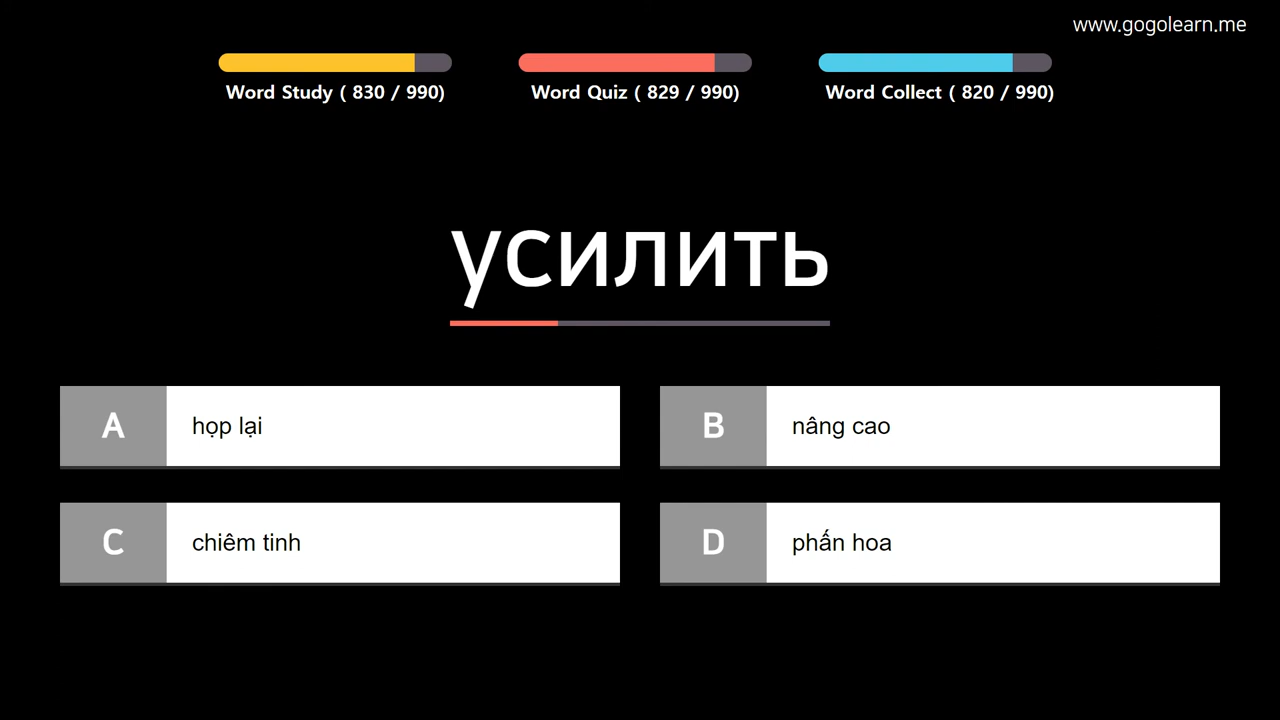 www.gogolearn.me
Word Study ( 830 / 990)
Word Quiz ( 829 / 990)
Word Collect ( 820 / 990)
усилить
A
họp lại
B
nâng cao
C
chiêm tinh
D
phấn hoa